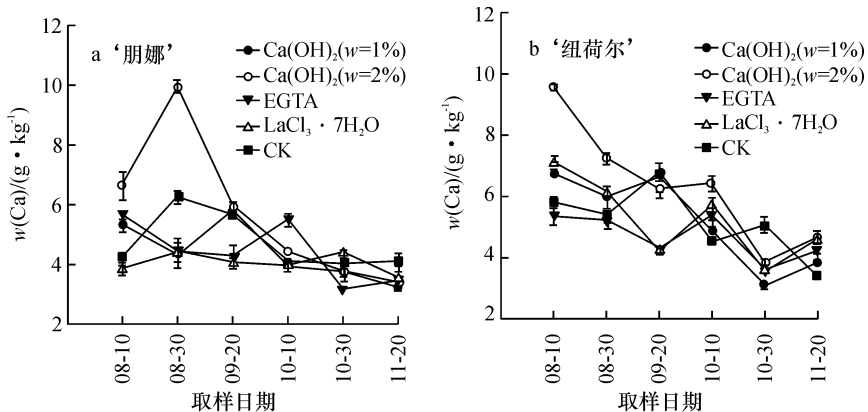 a ‘朋娜’
Ca(OH)₂(w=1%)
Ca(OH)₂(w=2%)
EGTA
LaCl₃·7H₂O
CK
w(Ca)/(g·kg⁻¹)
12
10
8
6
4
2
08-10
08-30
09-20
10-10
10-30
11-20
取样日期
b ‘纽荷尔’
Ca(OH)₂(w=1%)
Ca(OH)₂(w=2%)
EGTA
LaCl₃·7H₂O
CK
w(Ca)/(g·kg⁻¹)
12
10
8
6
4
2
08-10
08-30
09-20
10-10
10-30
11-20
取样日期